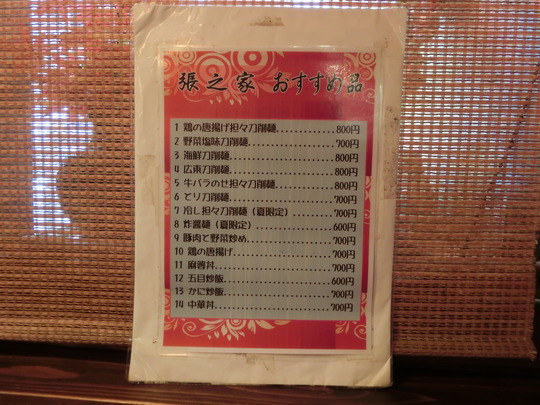 張之家 おすすめ品
1 鶏の唐揚げ担々刀削麺............800円
2 野菜塩味刀削麺............700円
3 海鮮刀削麺............800円
4 広東刀削麺............800円
5 牛バラのせ担々刀削麺............800円
6 とり刀削麺............700円
7 冷し担々刀削麺（夏限定）............700円
8 炸醤麺（夏限定）............600円
9 豚肉と野菜炒め............700円
10 鶏の唐揚げ............700円
11 麻婆丼............700円
12 五目炒飯............600円
13 かに炒飯............700円
14 中華丼............700円